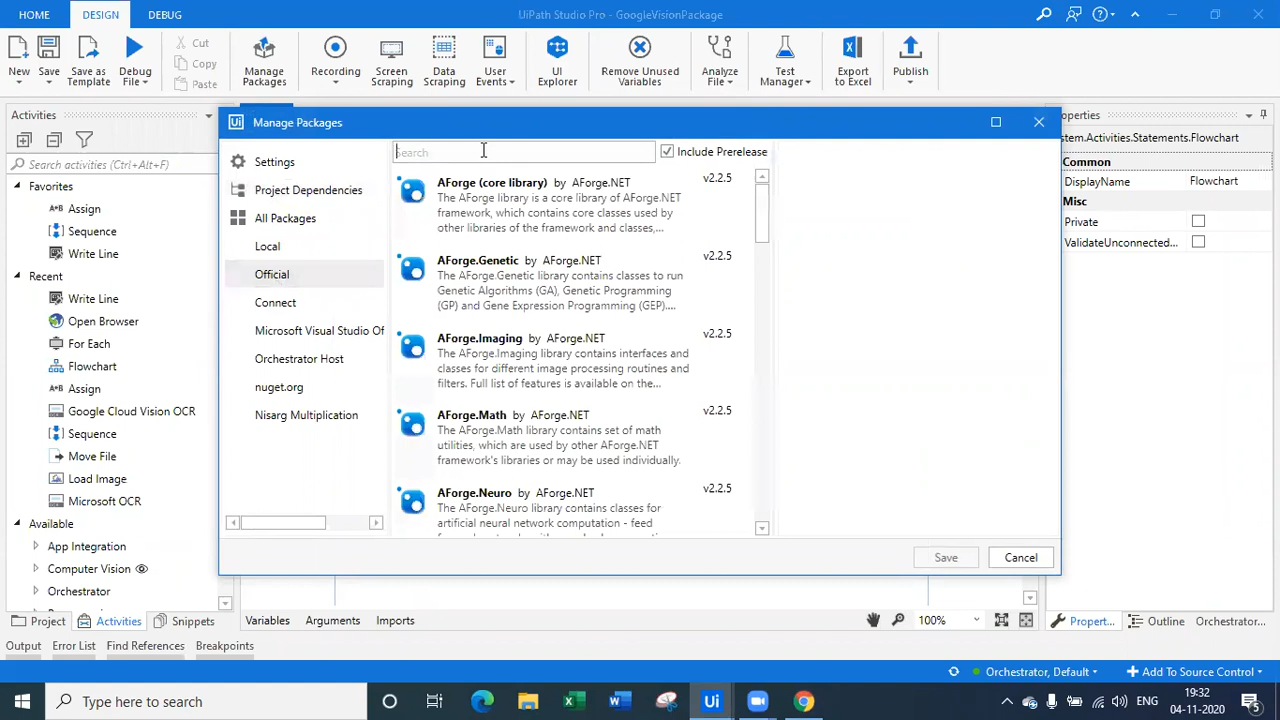 HOME DESIGN DEBUG UiPath Studio Pro - GoogleVisionPackage
New Save Save as Template Debug File Cut Copy Paste Manage Packages Recording Screen Scraping Data Scraping User Events UI Explorer Remove Unused Variables Analyze File Test Manager Export to Excel Publish
Activities
Search activities (Ctrl+Alt+F)
Favorites
Assign
Sequence
Write Line
Recent
Write Line
Open Browser
For Each
Flowchart
Assign
Google Cloud Vision OCR
Sequence
Move File
Load Image
Microsoft OCR
Available
App Integration
Computer Vision
Orchestrator
Project Activities Snippets
Ui Manage Packages
Settings
Project Dependencies
All Packages
Local
Official
Connect
Microsoft Visual Studio Of
Orchestrator Host
nuget.org
Nisarg Multiplication
Search
Include Prerelease
AForge (core library) by AForge.NET v2.2.5
The AForge library is a core library of AForge.NET
framework, which contains core classes used by
other libraries of the framework and classes,...
AForge.Genetic by AForge.NET v2.2.5
The AForge.Genetic library contains classes to run
Genetic Algorithms (GA), Genetic Programming
(GP) and Gene Expression Programming (GEP)....
AForge.Imaging by AForge.NET v2.2.5
The AForge.Imaging library contains interfaces and
classes for different image processing routines and
filters. Full list of features is available on the...
AForge.Math by AForge.NET v2.2.5
The AForge.Math library contains set of math
utilities, which are used by other AForge.NET
framework's libraries or may be used individually.
AForge.Neuro by AForge.NET v2.2.5
The AForge.Neuro library contains classes for
artificial neural network computation - feed
Save Cancel
operties
stem.Activities.Statements.Flowchart
Common
DisplayName Flowchart
Misc
Private
ValidateUnconnected...
Variables Arguments Imports 100%
Propert... Outline Orchestrator...
Output Error List Find References Breakpoints
Orchestrator, Default Add To Source Control
Type here to search
Ui
ENG
19:32
04-11-2020
5